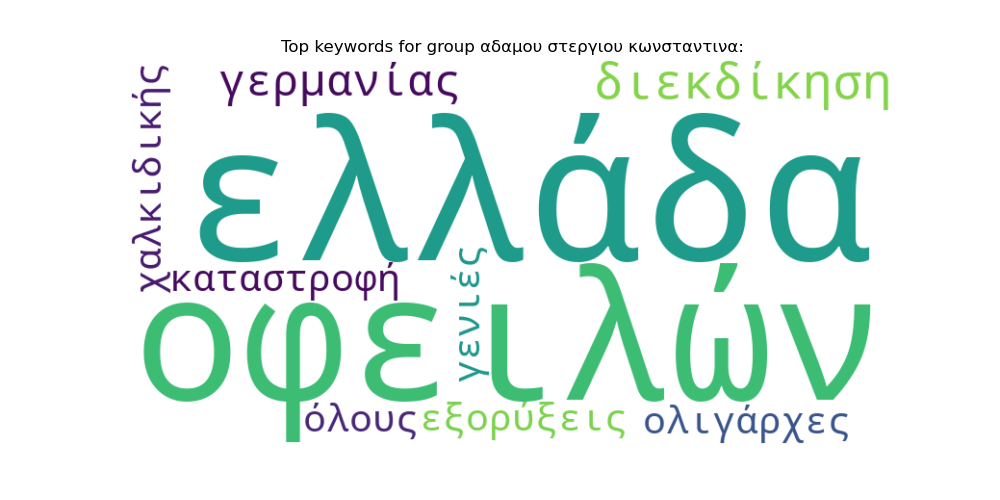 Top keywords for group αδαμου στεργιου κωνσταντινα:
γερμανίας
διεκδίκηση
χαλκιδικής
ελλάδα
καταστροφή
γενιές
οφειλών
όλους
εξορύξεις
ολιγάρχες